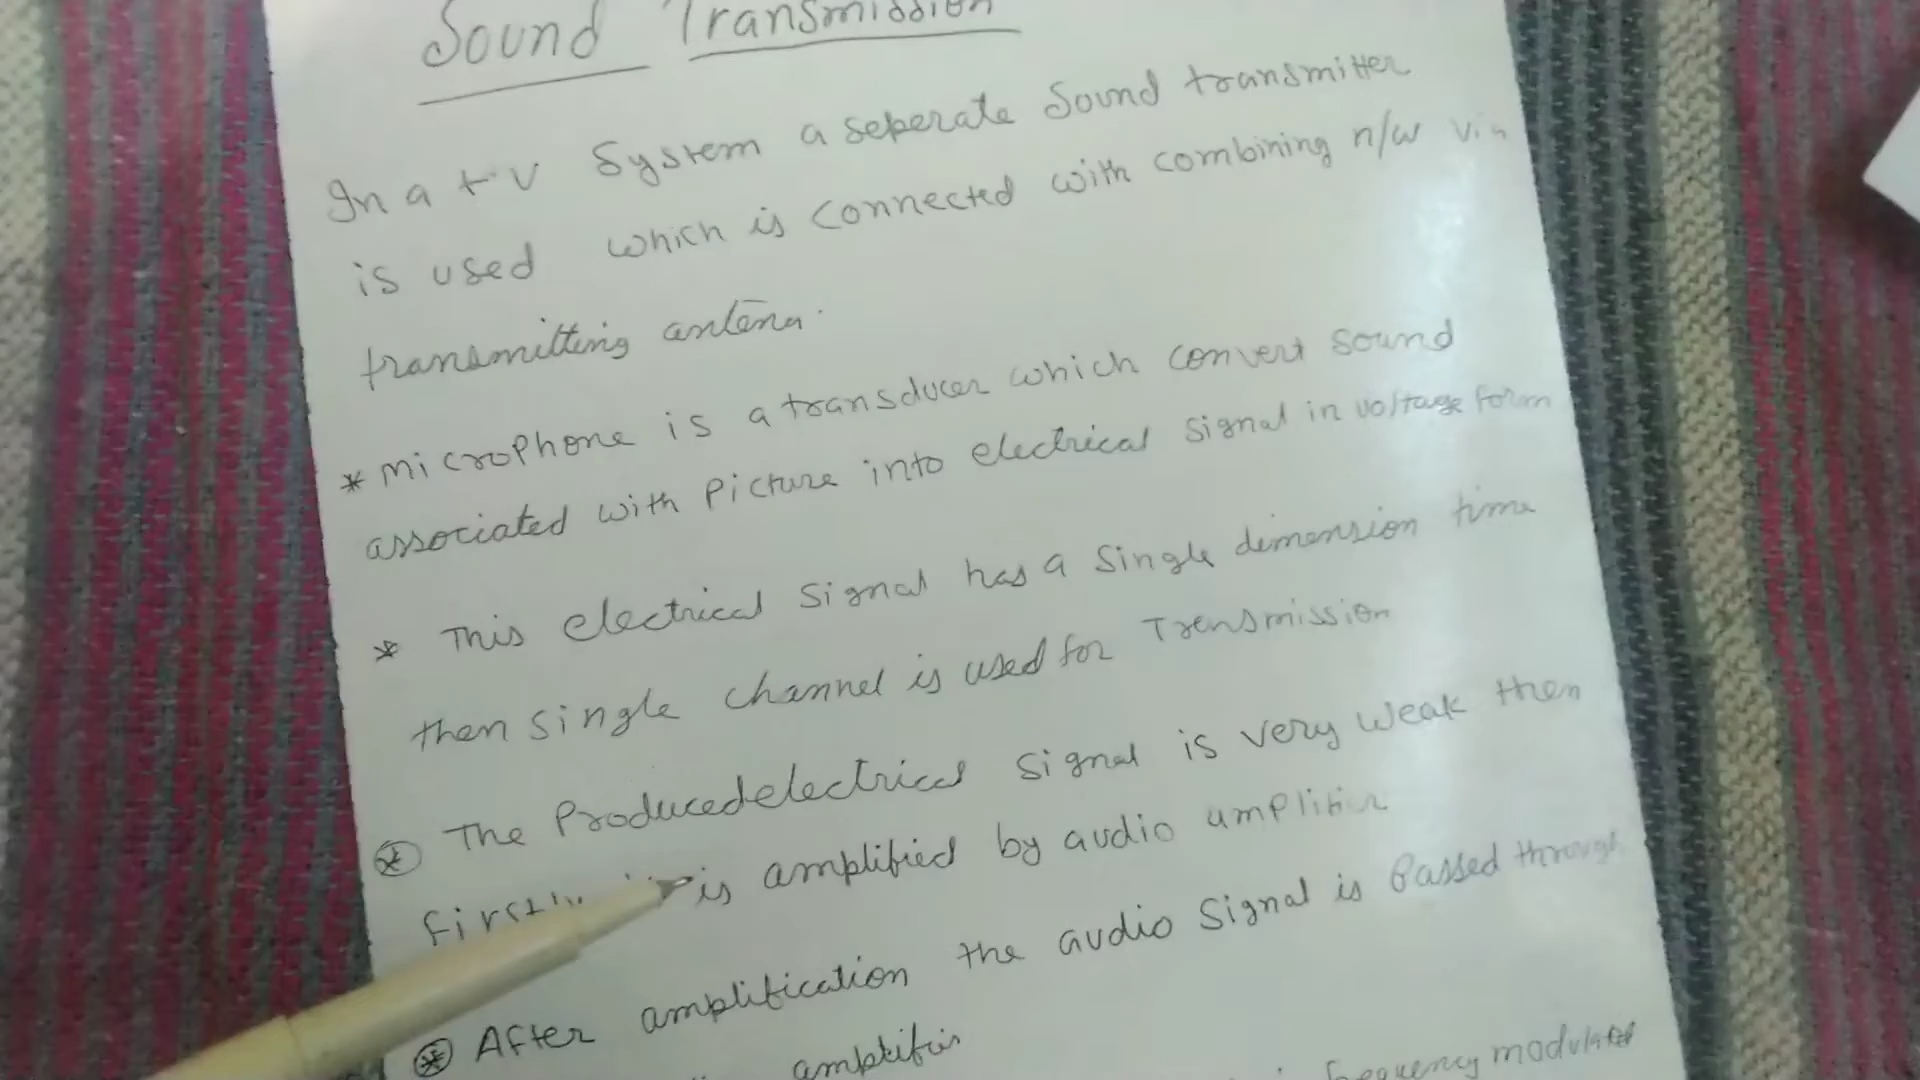 Sound Transmission
In a t.v System a seperate Sound transmitter
is used which is connected with combining n/w via
transmitting antena.
* microphone is a transducer which convert sound
associated with picture into electrical signal in voltage form
* This electrical signal has a single dimension time
then single channel is used for Transmission
* The Produced electrical signal is very weak then
is amplified by audio amplifier
* After amplification the audio signal is Passed through
frequency modulated